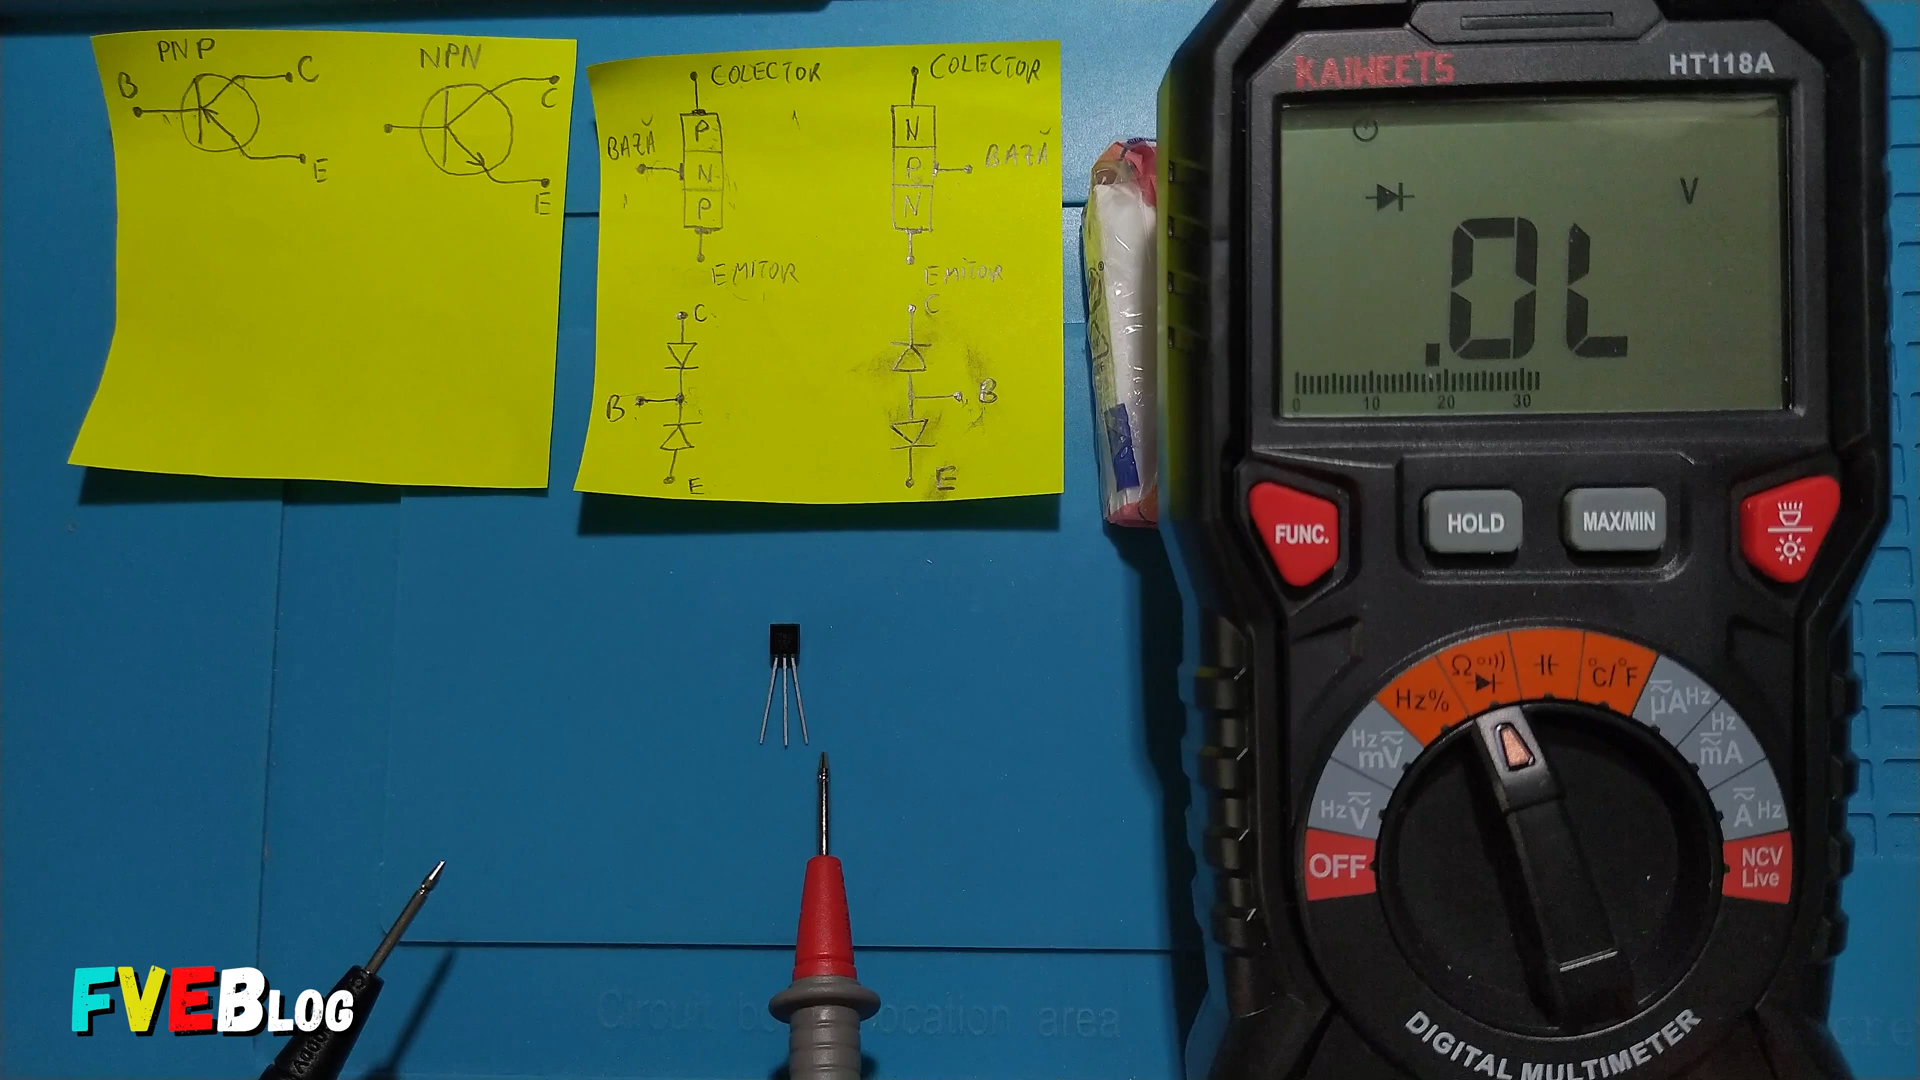 PNP
B
C
E
NPN
C
E
COLECTOR
BAZĂ
P
N
P
EMITOR
C
B
E
COLECTOR
N
P
N
BAZĂ
EMITOR
C
B
E
KAIWEETS
HT118A
V
.0L
0 10 20 30
FUNC.
HOLD
MAX/MIN
Hz%
Ω
°C/°F
μA Hz
Hz mA
A Hz
NCV Live
Hz mV
Hz V
OFF
DIGITAL MULTIMETER
FVEBLOG